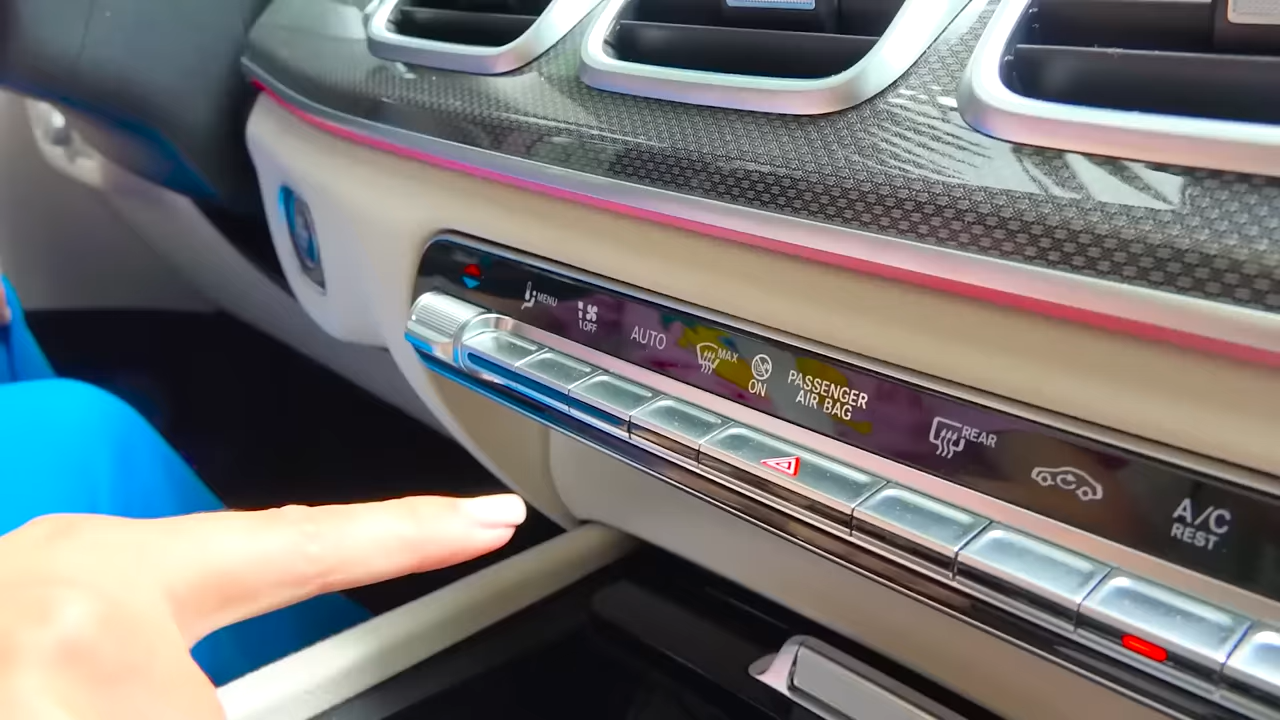 MENU
OFF
AUTO
MAX
ON
PASSENGER
AIR BAG
REAR
A/C
REST